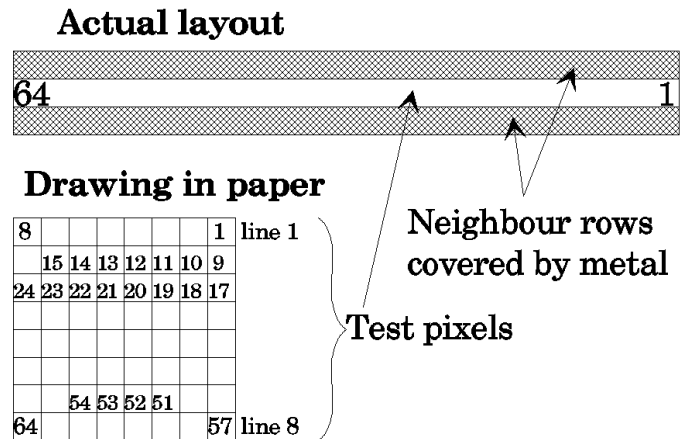 Actual layout
64 1
Drawing in paper
8 1 line 1
15 14 13 12 11 10 9
24 23 22 21 20 19 18 17
54 53 52 51
64 57 line 8
Neighbour rows
covered by metal
Test pixels